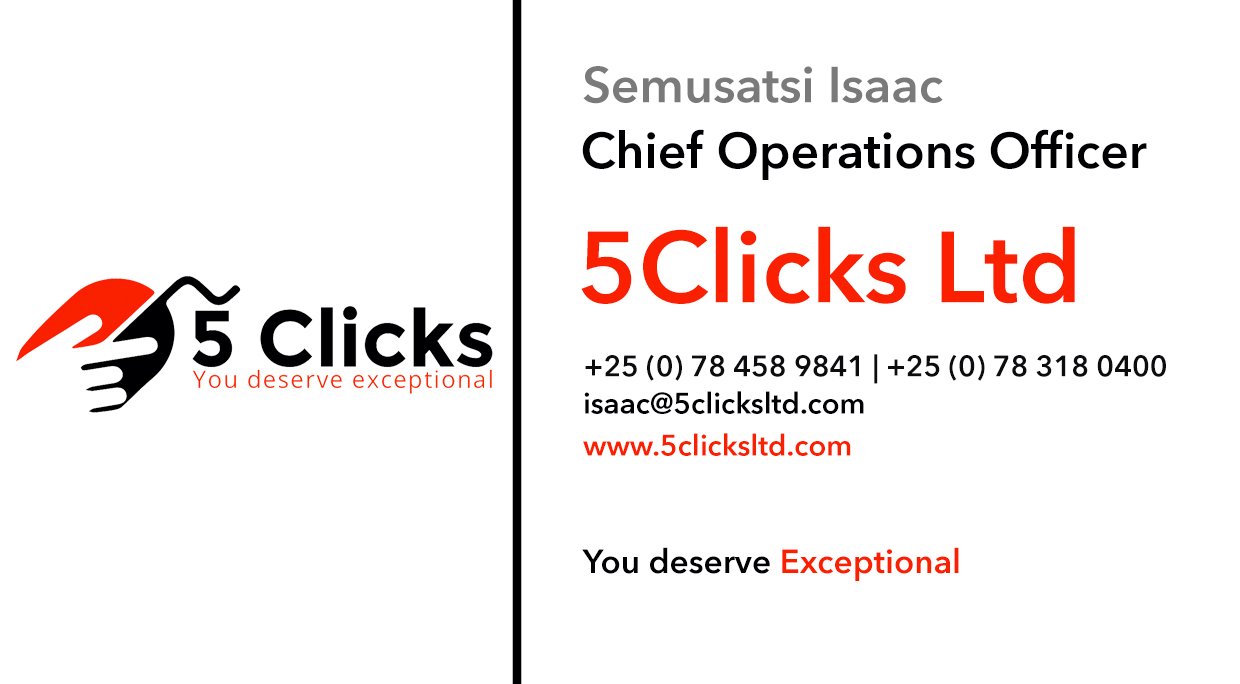 5 Clicks
You deserve exceptional
Semusatsi Isaac
Chief Operations Officer
5Clicks Ltd
+25 (0) 78 458 9841 | +25 (0) 78 318 0400
isaac@5clicksltd.com
www.5clicksltd.com
You deserve Exceptional